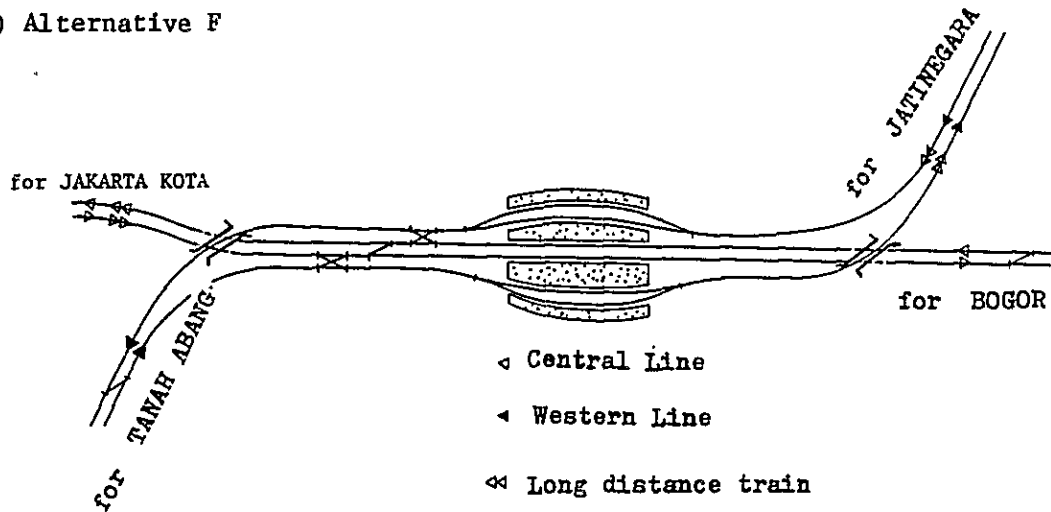 ) Alternative F
for JATINEGARA
for JAKARTA KOTA
for BOGOR
for TANAH ABANG
Central Line
Western Line
Long distance train